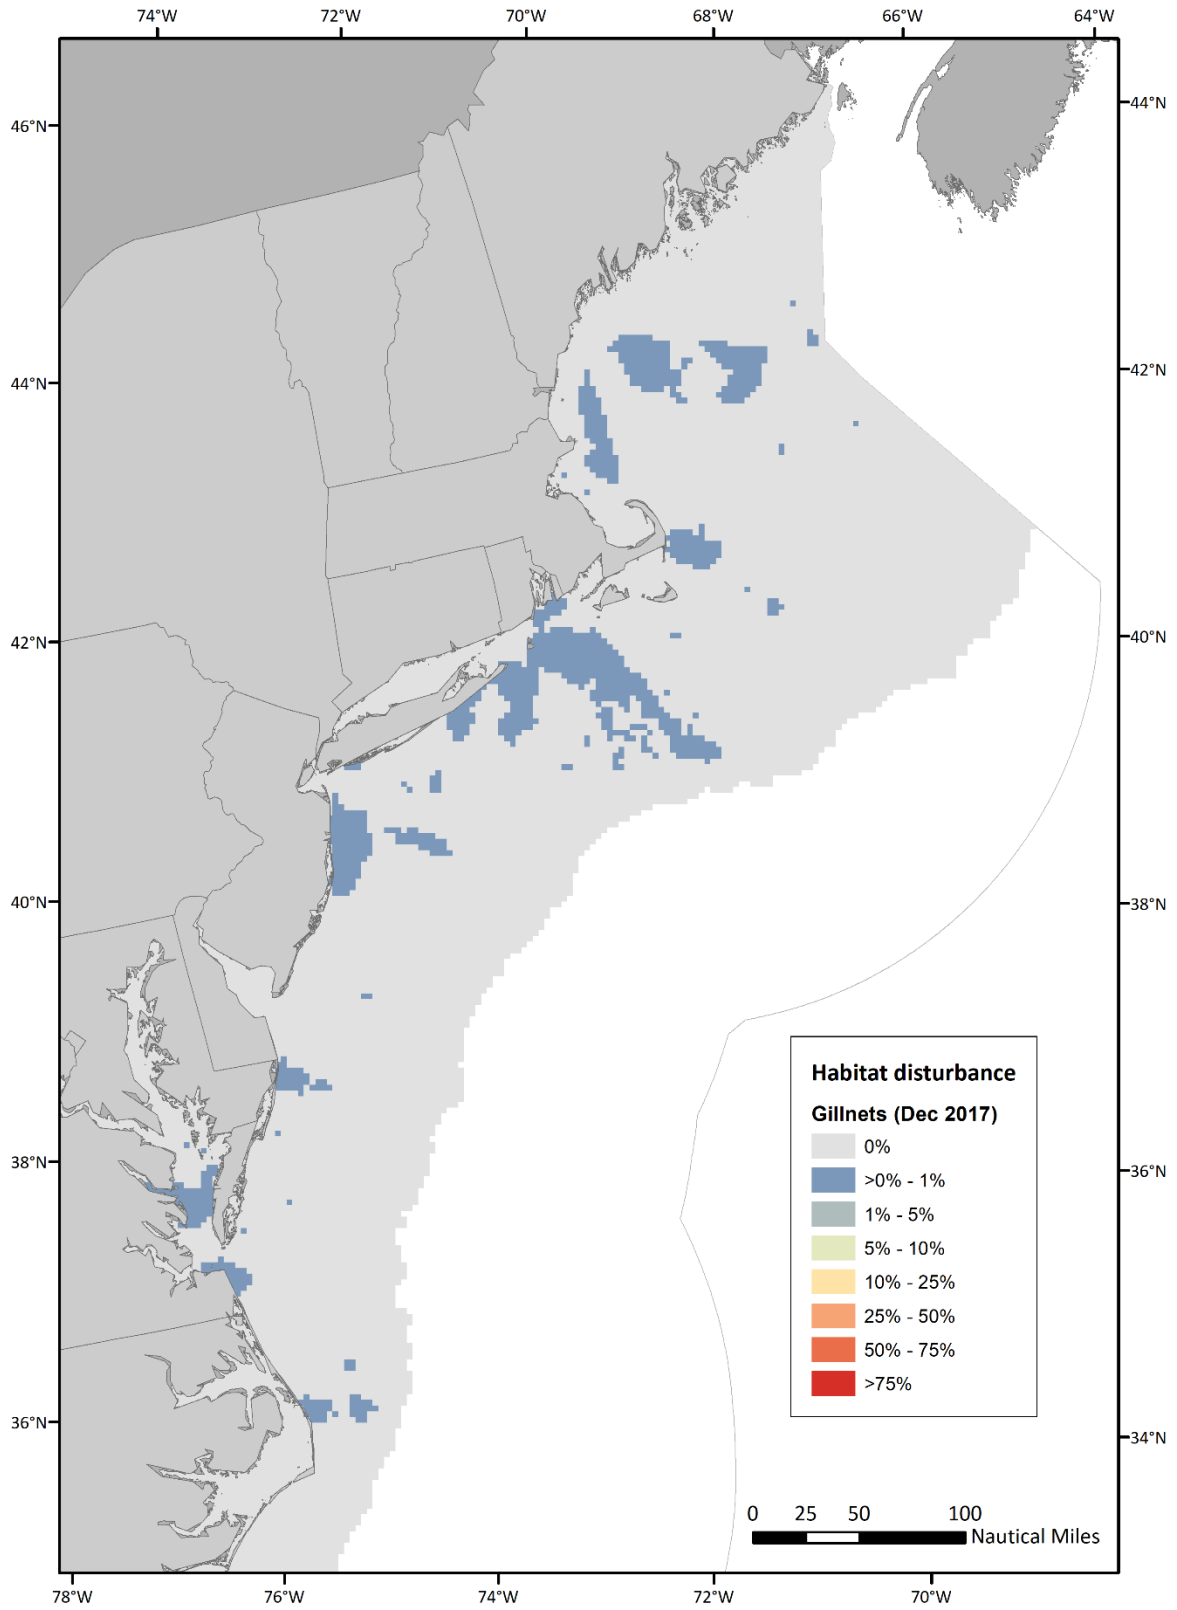 74°W 72°W 70°W 68°W 66°W 64°W
46°N
44°N
44°N
42°N
42°N
40°N
40°N
38°N
38°N
36°N
36°N
34°N
Habitat disturbance
Gillnets (Dec 2017)
0%
>0% - 1%
1% - 5%
5% - 10%
10% - 25%
25% - 50%
50% - 75%
>75%
0 25 50 100
Nautical Miles
78°W 76°W 74°W 72°W 70°W